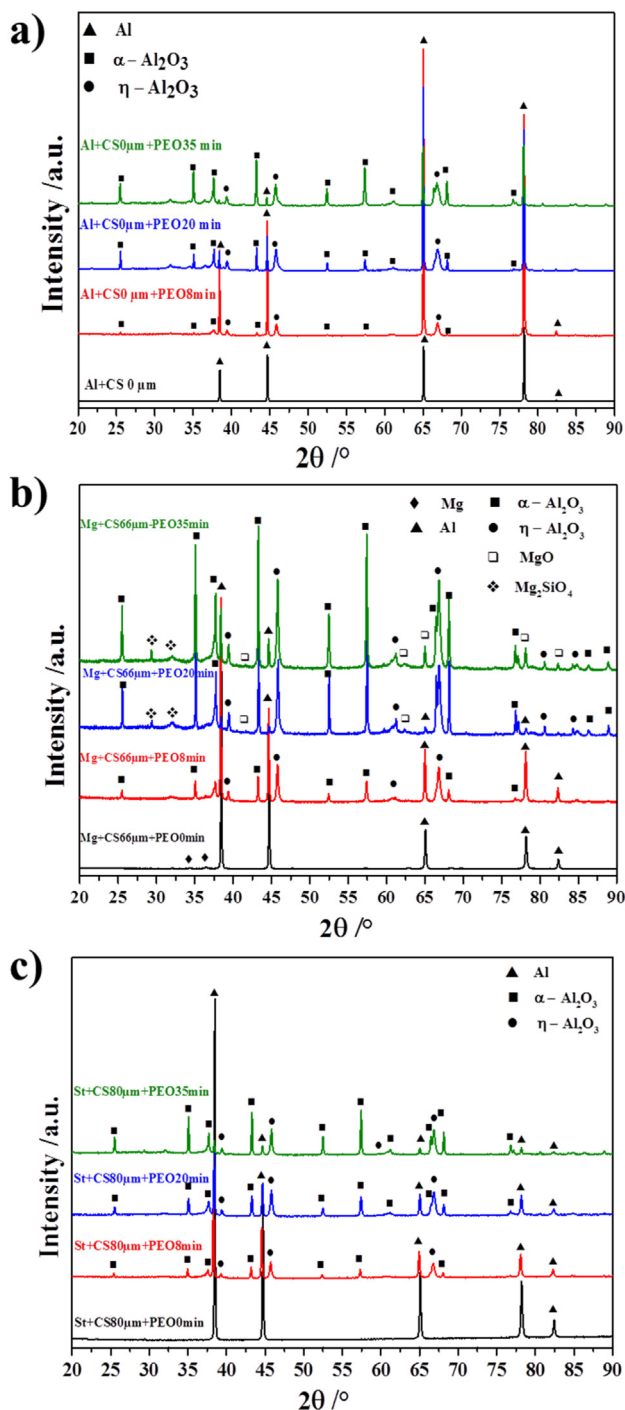 a)
▲ Al
■ α – Al₂O₃
● η – Al₂O₃
Al+CS0µm+PEO35 min
Al+CS0µm+PEO20 min
Al+CS0 µm+PEO8min
Al+CS 0 µm
Intensity /a.u.
20 25 30 35 40 45 50 55 60 65 70 75 80 85 90
2θ /°
b)
Mg+CS66µm-PEO35min
♦ Mg ■ α – Al₂O₃
▲ Al ● η – Al₂O₃
❑ MgO
❖ Mg₂SiO₄
Mg+CS66µm+PEO20min
Mg+CS66µm+PEO8min
Mg+CS66µm+PEO0min
Intensity /a.u.
20 25 30 35 40 45 50 55 60 65 70 75 80 85 90
2θ /°
c)
▲ Al
■ α – Al₂O₃
● η – Al₂O₃
St+CS80µm+PEO35min
St+CS80µm+PEO20min
St+CS80µm+PEO8min
St+CS80µm+PEO0min
Intensity /a.u.
20 25 30 35 40 45 50 55 60 65 70 75 80 85 90
2θ /°